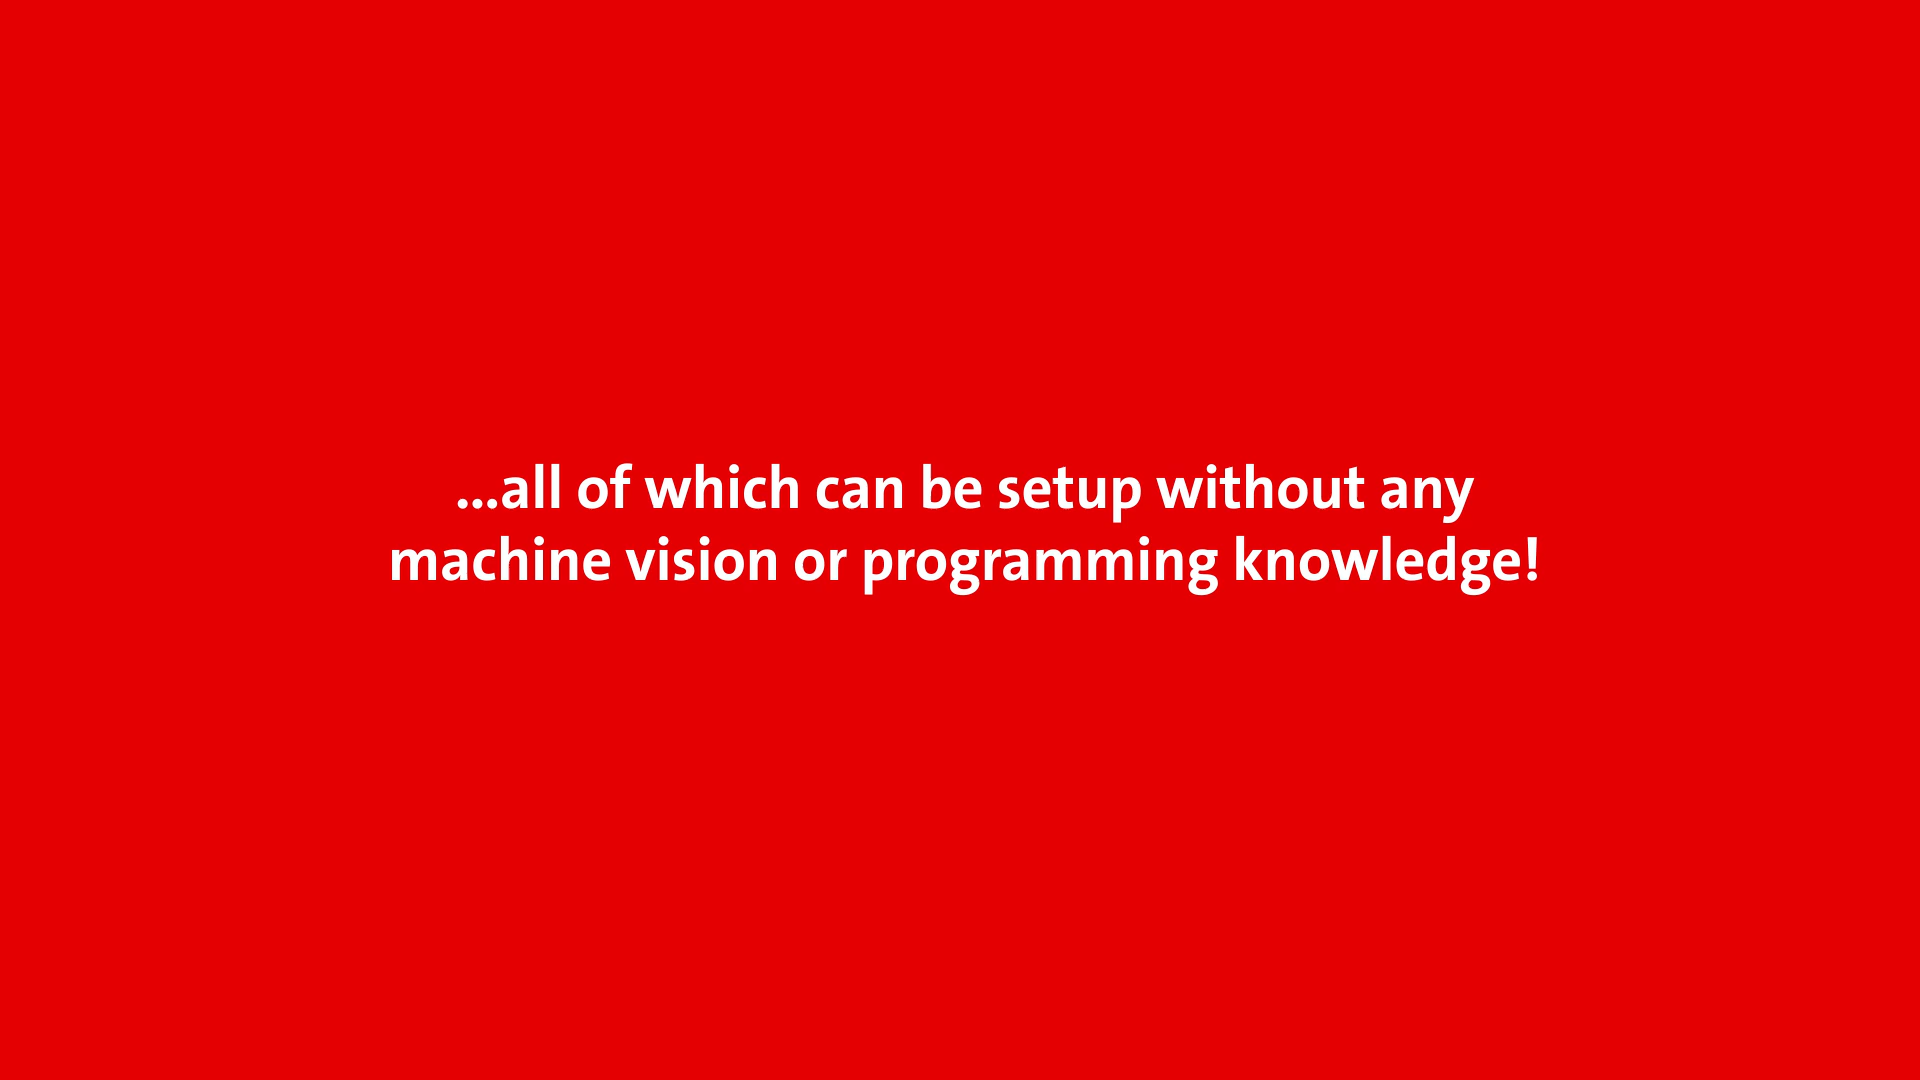 ...all of which can be setup without any
machine vision or programming knowledge!